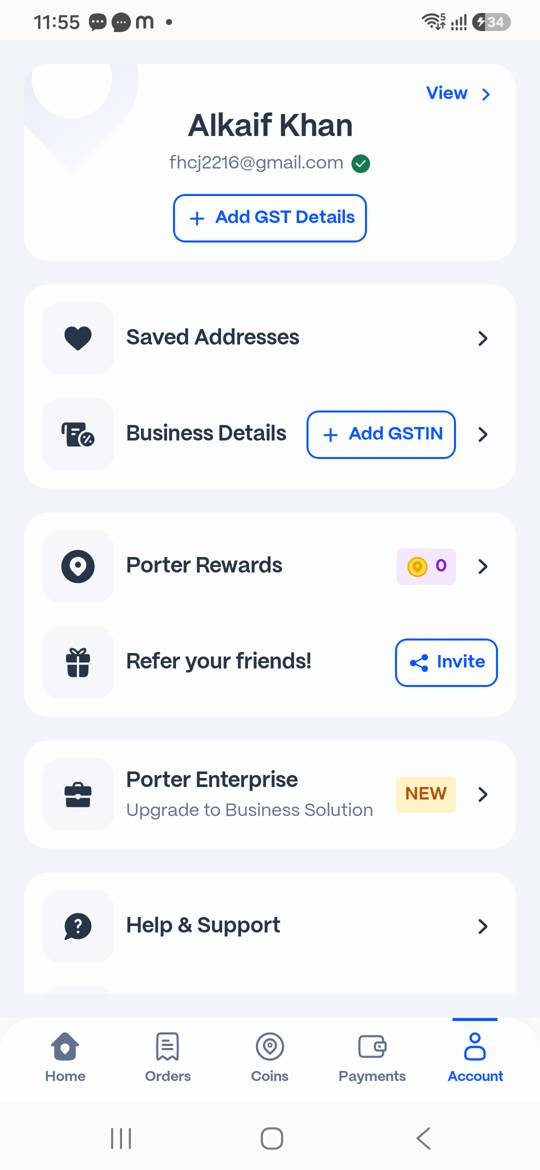 11:55
34
View
Alkaif Khan
fhcj2216@gmail.com
+ Add GST Details
Saved Addresses
Business Details
+ Add GSTIN
Porter Rewards
0
Refer your friends!
Invite
Porter Enterprise
Upgrade to Business Solution
NEW
Help & Support
Home
Orders
Coins
Payments
Account